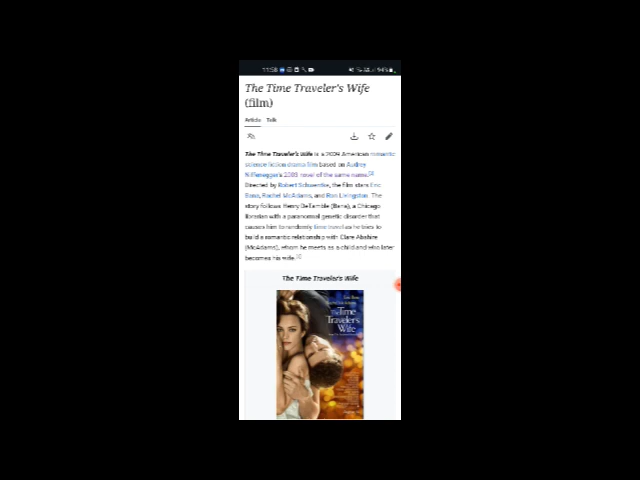 11:58
94%
The Time Traveler's Wife
(film)
Article Talk
The Time Traveler's Wife is a 2009 American romantic
science fiction drama film based on Audrey
Niffenegger's 2003 novel of the same name.
Directed by Robert Schwentke, the film stars Eric
Bana, Rachel McAdams, and Ron Livingston. The
story follows Henry DeTamble (Bana), a Chicago
librarian with a paranormal genetic disorder that
causes him to randomly time travel as he tries to
build a romantic relationship with Clare Abshire
(McAdams), whom he meets as a child and who later
becomes his wife.
The Time Traveler's Wife
The Time
Traveler's
Wife